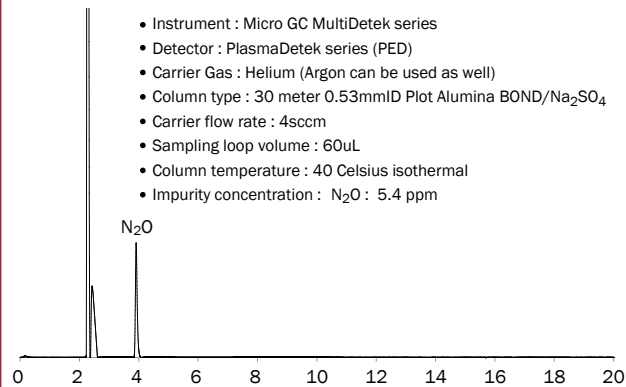 • Instrument : Micro GC MultiDetek series
• Detector : PlasmaDetek series (PED)
• Carrier Gas : Helium (Argon can be used as well)
• Column type : 30 meter 0.53mmID Plot Alumina BOND/Na₂SO₄
• Carrier flow rate : 4sccm
• Sampling loop volume : 60uL
• Column temperature : 40 Celsius isothermal
• Impurity concentration : N₂O : 5.4 ppm
N₂O
0 2 4 6 8 10 12 14 16 18 20